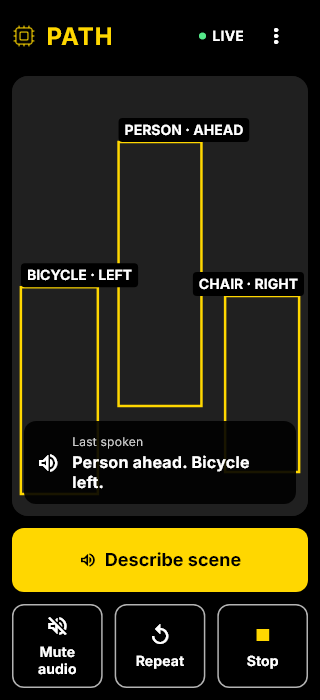 PATH
LIVE
PERSON · AHEAD
BICYCLE · LEFT
CHAIR · RIGHT
Last spoken
Person ahead. Bicycle
left.
Describe scene
Mute
audio
Repeat
Stop